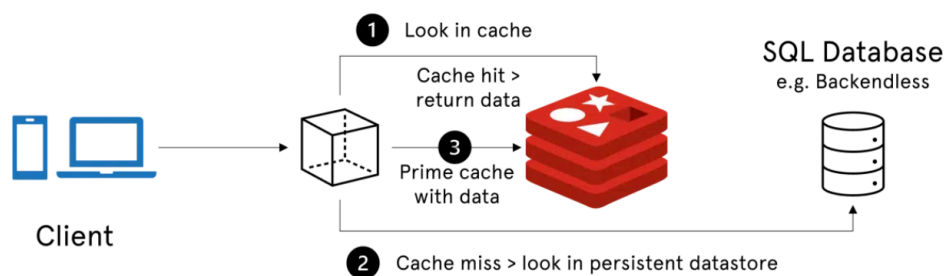 1 Look in cache
Cache hit >
return data
SQL Database
e.g. Backendless
3
Prime cache
with data
Client
2 Cache miss > look in persistent datastore